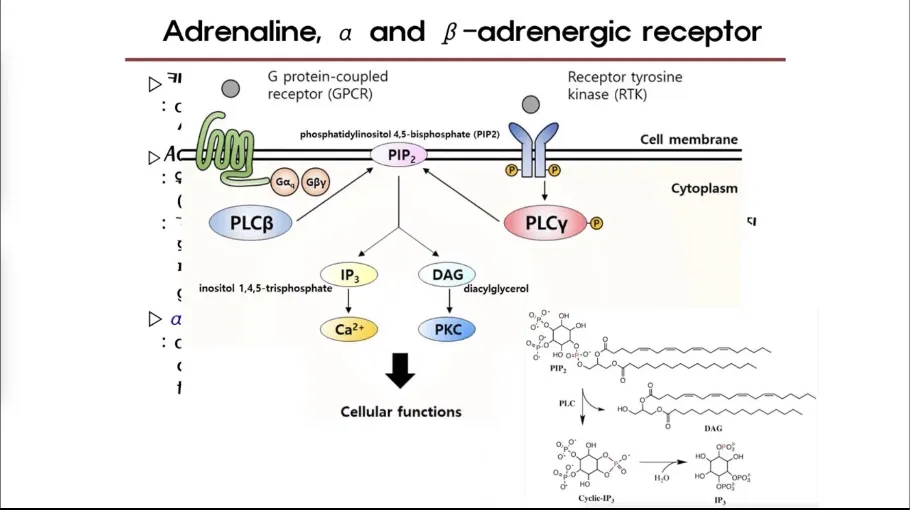 Adrenaline, α and β-adrenergic receptor
G protein-coupled
receptor (GPCR)
Receptor tyrosine
kinase (RTK)
phosphatidylinositol 4,5-bisphosphate (PIP2)
Cell membrane
PIP2
P P
Gαq Gβγ
Cytoplasm
PLCβ
PLCγ
P
IP3
DAG
inositol 1,4,5-trisphosphate
diacylglycerol
Ca2+
PKC
Cellular functions
PIP2
PLC
DAG
Cyclic-IP3
H2O
IP3